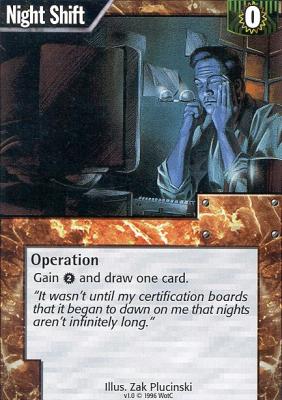 Night Shift
0
Operation
Gain 2 and draw one card.
"It wasn't until my certification boards
that it began to dawn on me that nights
aren't infinitely long."
Illus. Zak Plucinski
v1.0 © 1996 WotC